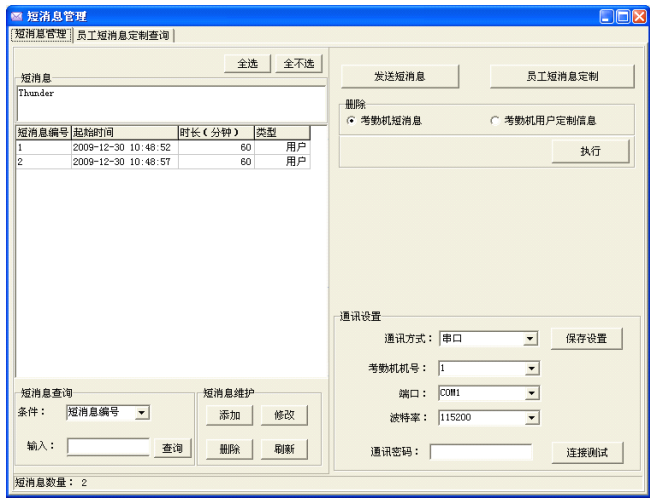 短消息管理
短消息管理 员工短消息定制查询
全选 全不选
短消息
Thunder
短消息编号 起始时间 时长(分钟) 类型
1 2009-12-30 10:48:52 60 用户
2 2009-12-30 10:48:57 60 用户
短消息查询
条件： 短消息编号
输入： 查询
短消息维护
添加 修改
删除 刷新
发送短消息 员工短消息定制
删除
考勤机短消息 考勤机用户定制信息
执行
通讯设置
通讯方式： 串口 保存设置
考勤机机号： 1
端口： COM1
波特率： 115200
通讯密码： 连接测试
短消息数量： 2